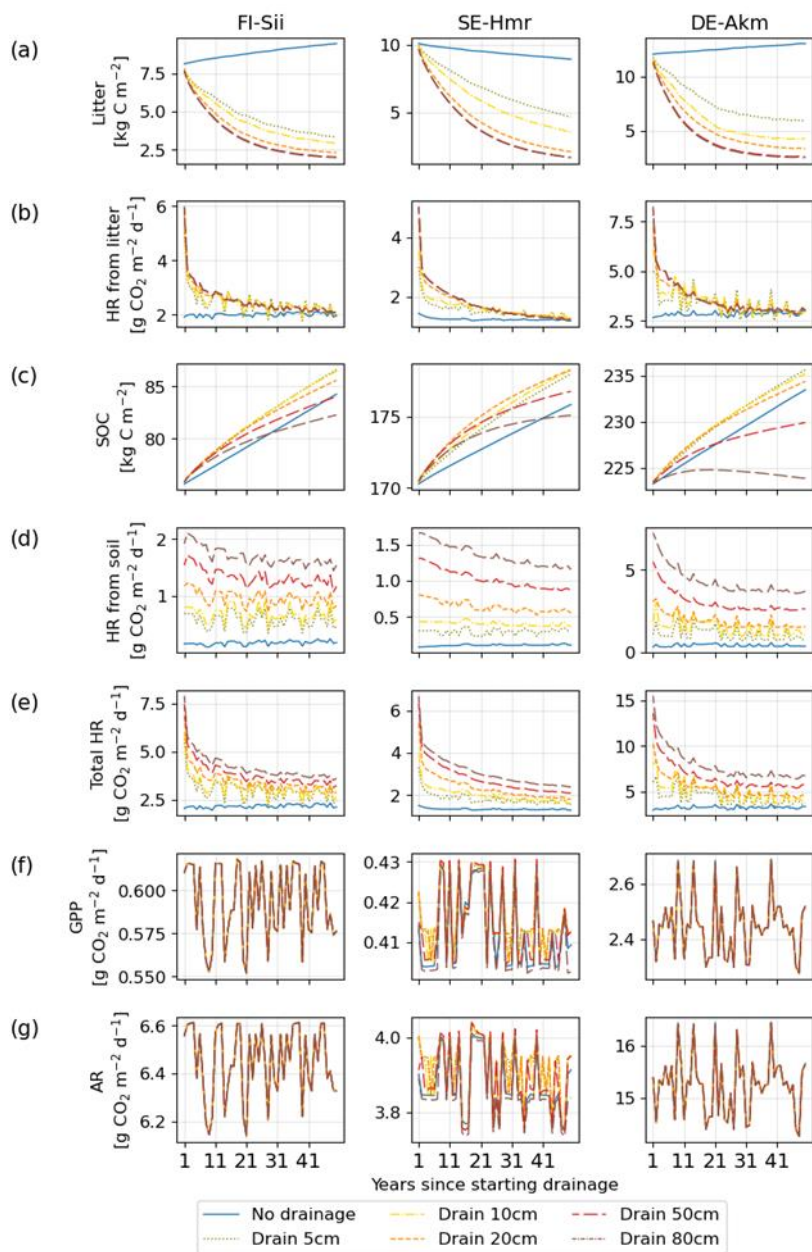 FI-Sii SE-Hmr DE-Akm
(a)
Litter
[kg C m⁻²]
7.5
5.0
2.5
10
5
10
5
(b)
HR from litter
[g CO₂ m⁻² d⁻¹]
6
4
2
4
2
7.5
5.0
2.5
(c)
SOC
[kg C m⁻²]
85
80
175
170
235
230
225
(d)
HR from soil
[g CO₂ m⁻² d⁻¹]
2
1
1.5
1.0
0.5
5
0
(e)
Total HR
[g CO₂ m⁻² d⁻¹]
7.5
5.0
2.5
6
4
2
15
10
5
(f)
GPP
[g CO₂ m⁻² d⁻¹]
0.600
0.575
0.550
0.43
0.42
0.41
2.6
2.4
(g)
AR
[g CO₂ m⁻² d⁻¹]
6.6
6.4
6.2
4.0
3.8
16
15
1 11 21 31 41 1 11 21 31 41 1 11 21 31 41
Years since starting drainage
No drainage Drain 10cm Drain 50cm
Drain 5cm Drain 20cm Drain 80cm